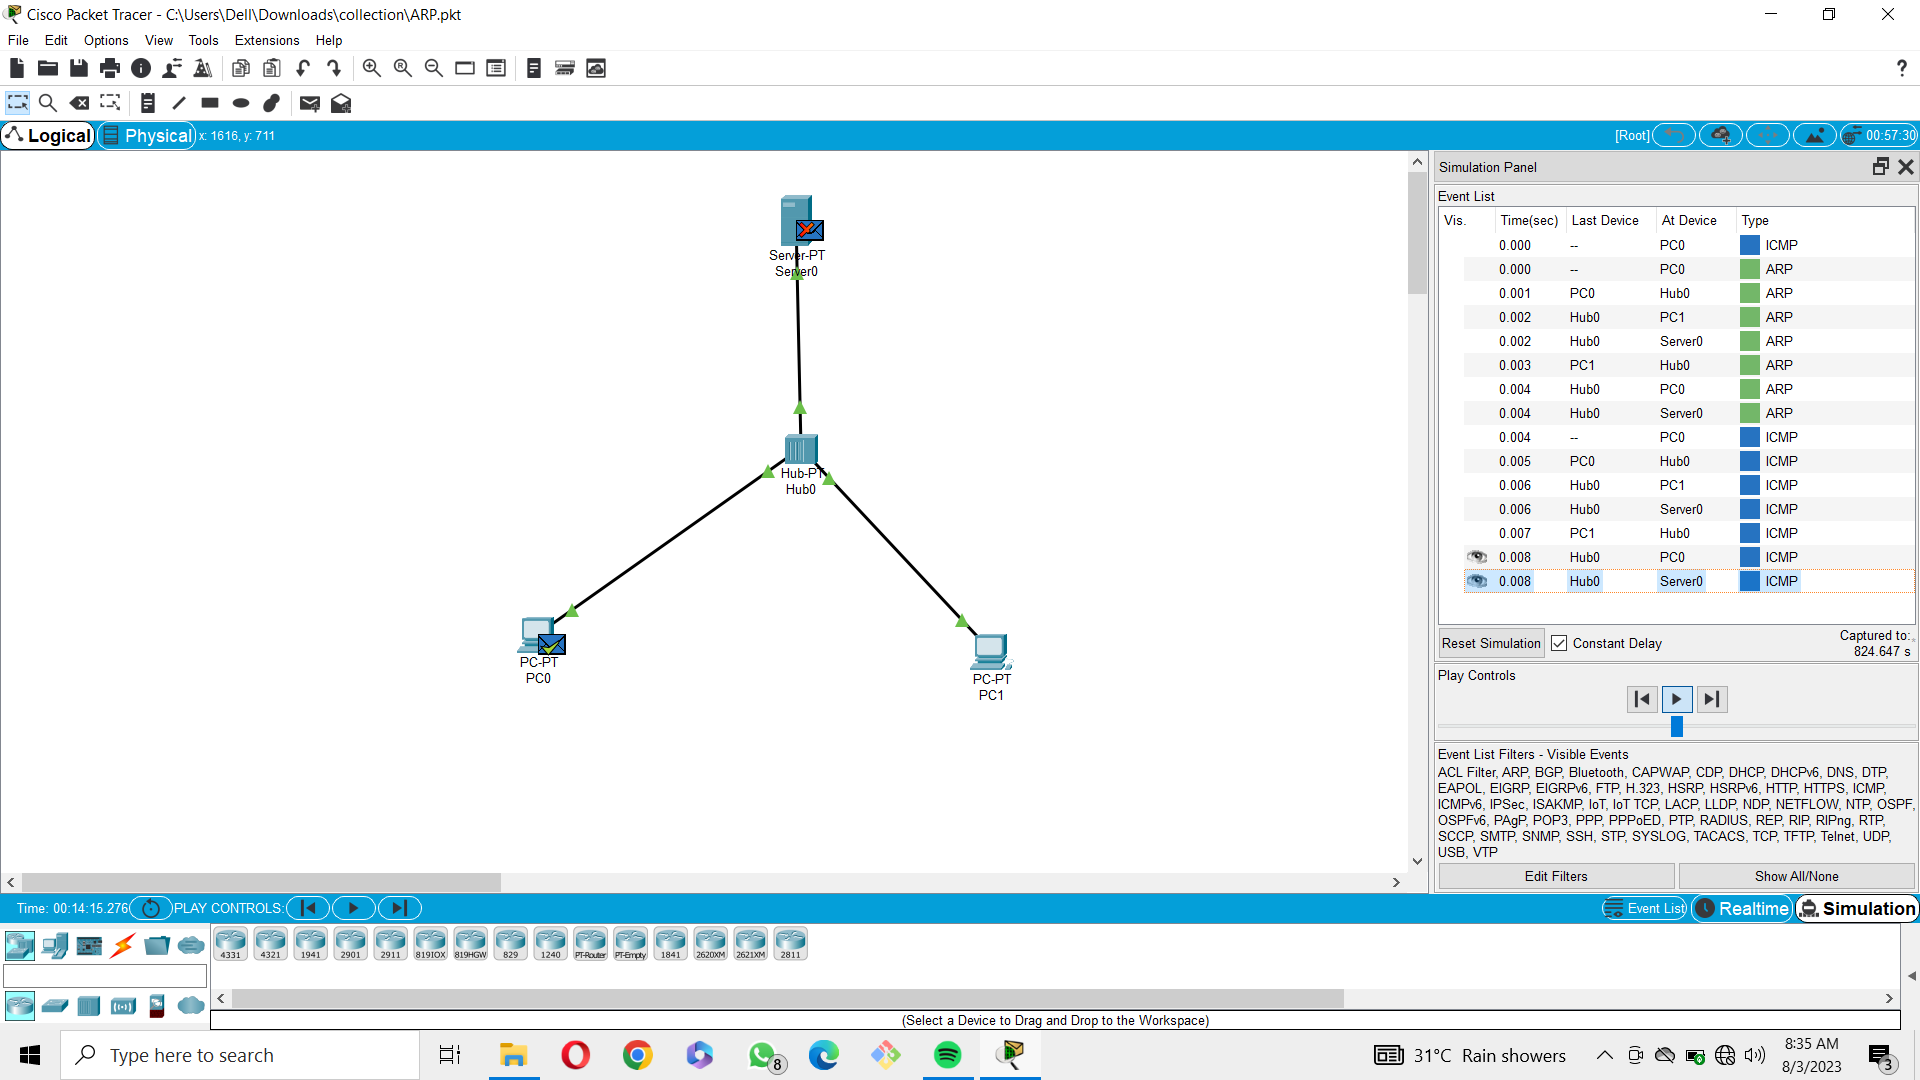 Cisco Packet Tracer - C:\Users\Dell\Downloads\collection\ARP.pkt
File Edit Options View Tools Extensions Help
?
Logical Physical x: 1616, y: 711 [Root] 00:57:30
Simulation Panel
Event List
Vis. Time(sec) Last Device At Device Type
0.000 -- PC0 ICMP
0.000 -- PC0 ARP
0.001 PC0 Hub0 ARP
0.002 Hub0 PC1 ARP
0.002 Hub0 Server0 ARP
0.003 PC1 Hub0 ARP
0.004 Hub0 PC0 ARP
0.004 Hub0 Server0 ARP
0.004 -- PC0 ICMP
0.005 PC0 Hub0 ICMP
0.006 Hub0 PC1 ICMP
0.006 Hub0 Server0 ICMP
0.007 PC1 Hub0 ICMP
0.008 Hub0 PC0 ICMP
0.008 Hub0 Server0 ICMP
Server-PT
Server0
Hub-PT
Hub0
PC-PT
PC0
PC-PT
PC1
Reset Simulation Constant Delay Captured to:
824.647 s
Play Controls
Event List Filters - Visible Events
ACL Filter, ARP, BGP, Bluetooth, CAPWAP, CDP, DHCP, DHCPv6, DNS, DTP,
EAPOL, EIGRP, EIGRPv6, FTP, H.323, HSRP, HSRPv6, HTTP, HTTPS, ICMP,
ICMPv6, IPSec, ISAKMP, IoT, IoT TCP, LACP, LLDP, NDP, NETFLOW, NTP, OSPF,
OSPFv6, PAgP, POP3, PPP, PPPoED, PTP, RADIUS, REP, RIP, RIPng, RTP,
SCCP, SMTP, SNMP, SSH, STP, SYSLOG, TACACS, TCP, TFTP, Telnet, UDP,
USB, VTP
Edit Filters Show All/None
Time: 00:14:15.276 PLAY CONTROLS: Event List Realtime Simulation
4331 4321 1941 2901 2911 819IOX 819HGW 829 1240 PT-Router PT-Empty 1841 2620XM 2621XM 2811
(Select a Device to Drag and Drop to the Workspace)
Type here to search 8 31°C Rain showers 8:35 AM
8/3/2023 3